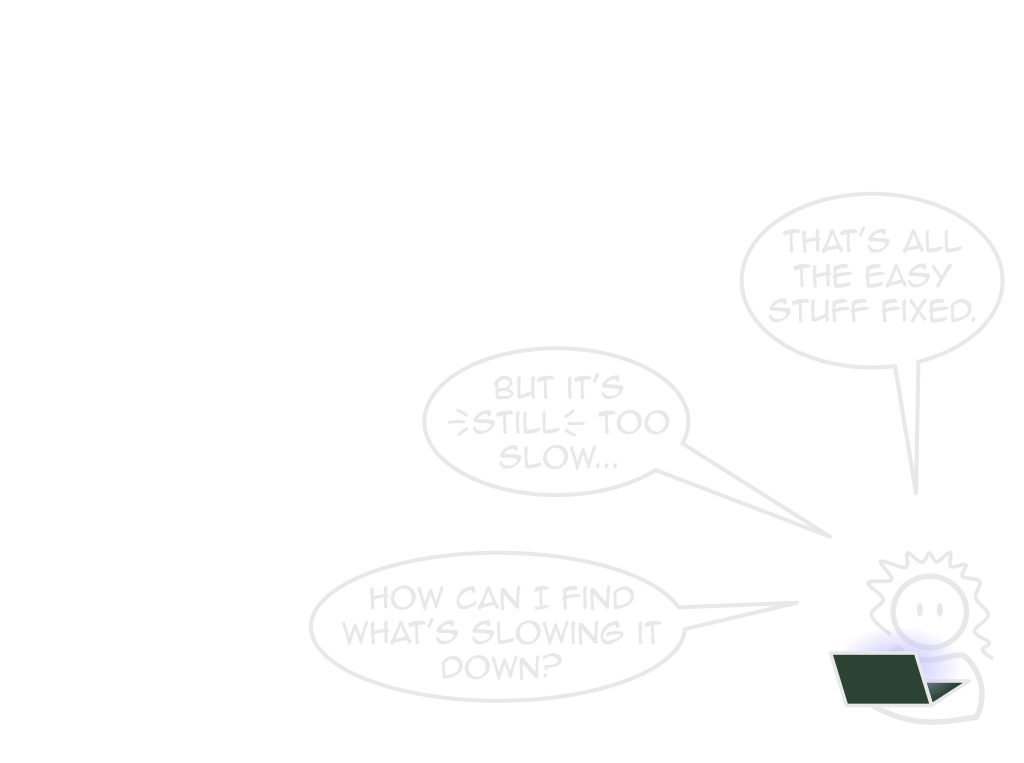 THAT'S ALL
THE EASY
STUFF FIXED.
BUT IT'S
STILL TOO
SLOW...
HOW CAN I FIND
WHAT'S SLOWING IT
DOWN?